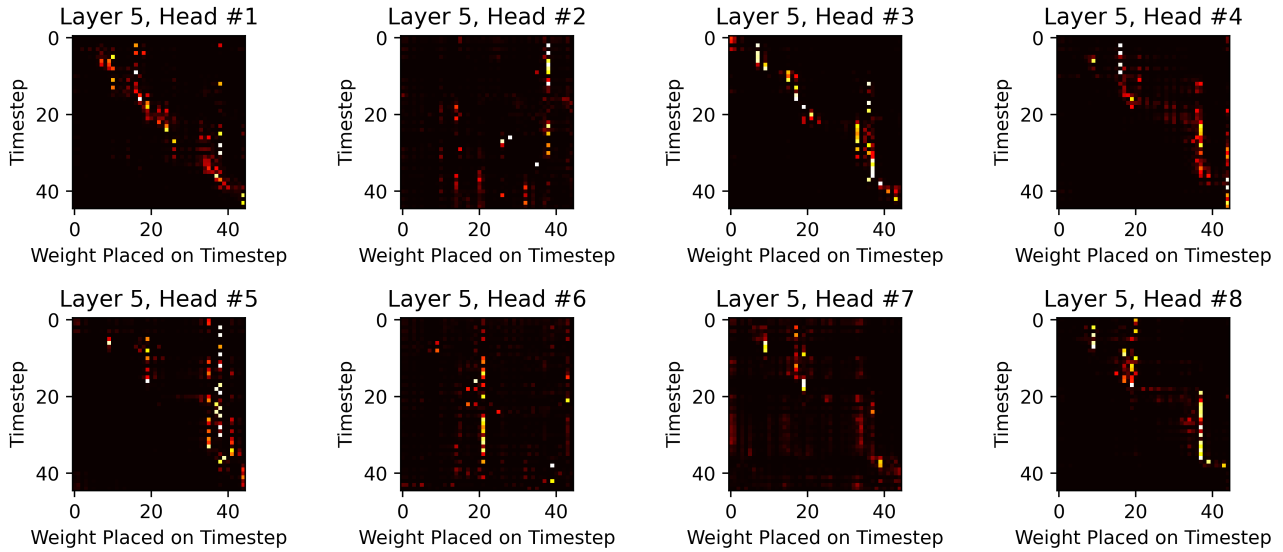 Layer 5, Head #1
Layer 5, Head #2
Layer 5, Head #3
Layer 5, Head #4
0
20
40
Timestep
0
20
40
Weight Placed on Timestep
0
20
40
Timestep
0
20
40
Weight Placed on Timestep
0
20
40
Timestep
0
20
40
Weight Placed on Timestep
0
20
40
Timestep
0
20
40
Weight Placed on Timestep
Layer 5, Head #5
Layer 5, Head #6
Layer 5, Head #7
Layer 5, Head #8
0
20
40
Timestep
0
20
40
Weight Placed on Timestep
0
20
40
Timestep
0
20
40
Weight Placed on Timestep
0
20
40
Timestep
0
20
40
Weight Placed on Timestep
0
20
40
Timestep
0
20
40
Weight Placed on Timestep